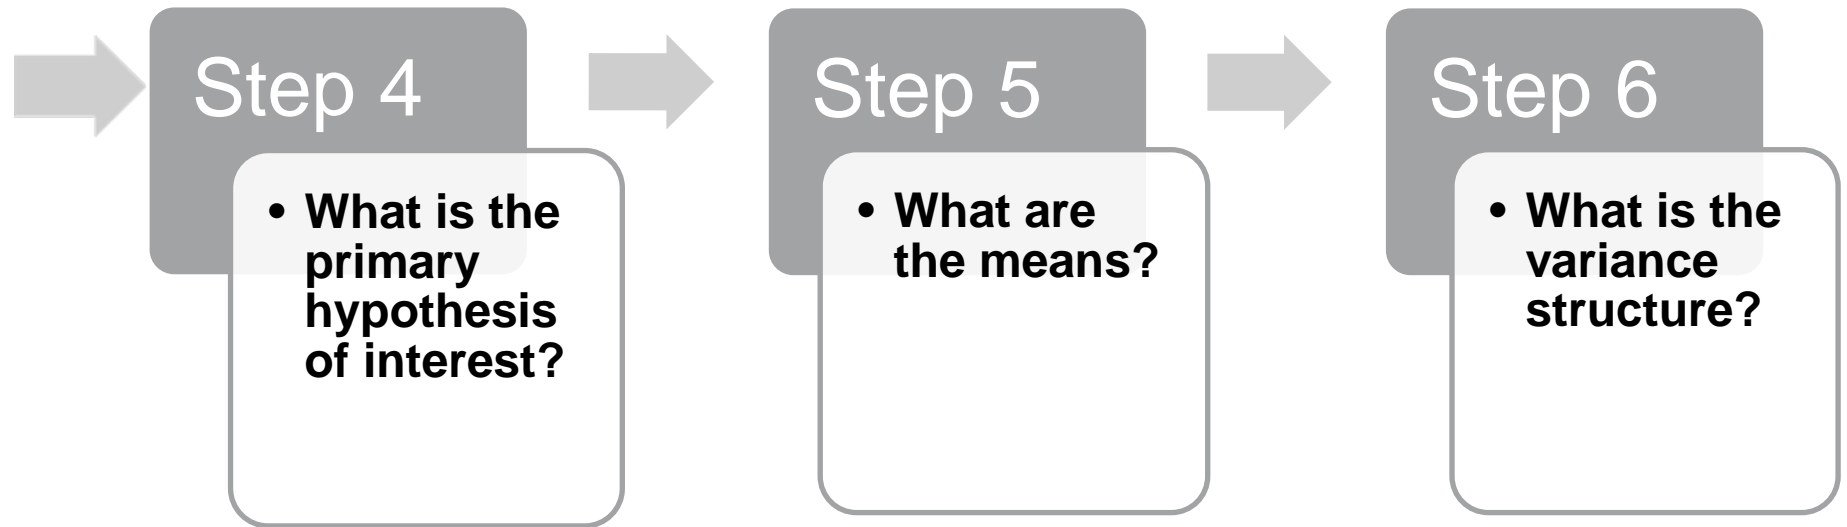 Step 4
• What is the
primary
hypothesis
of interest?
Step 5
• What are
the means?
Step 6
• What is the
variance
structure?